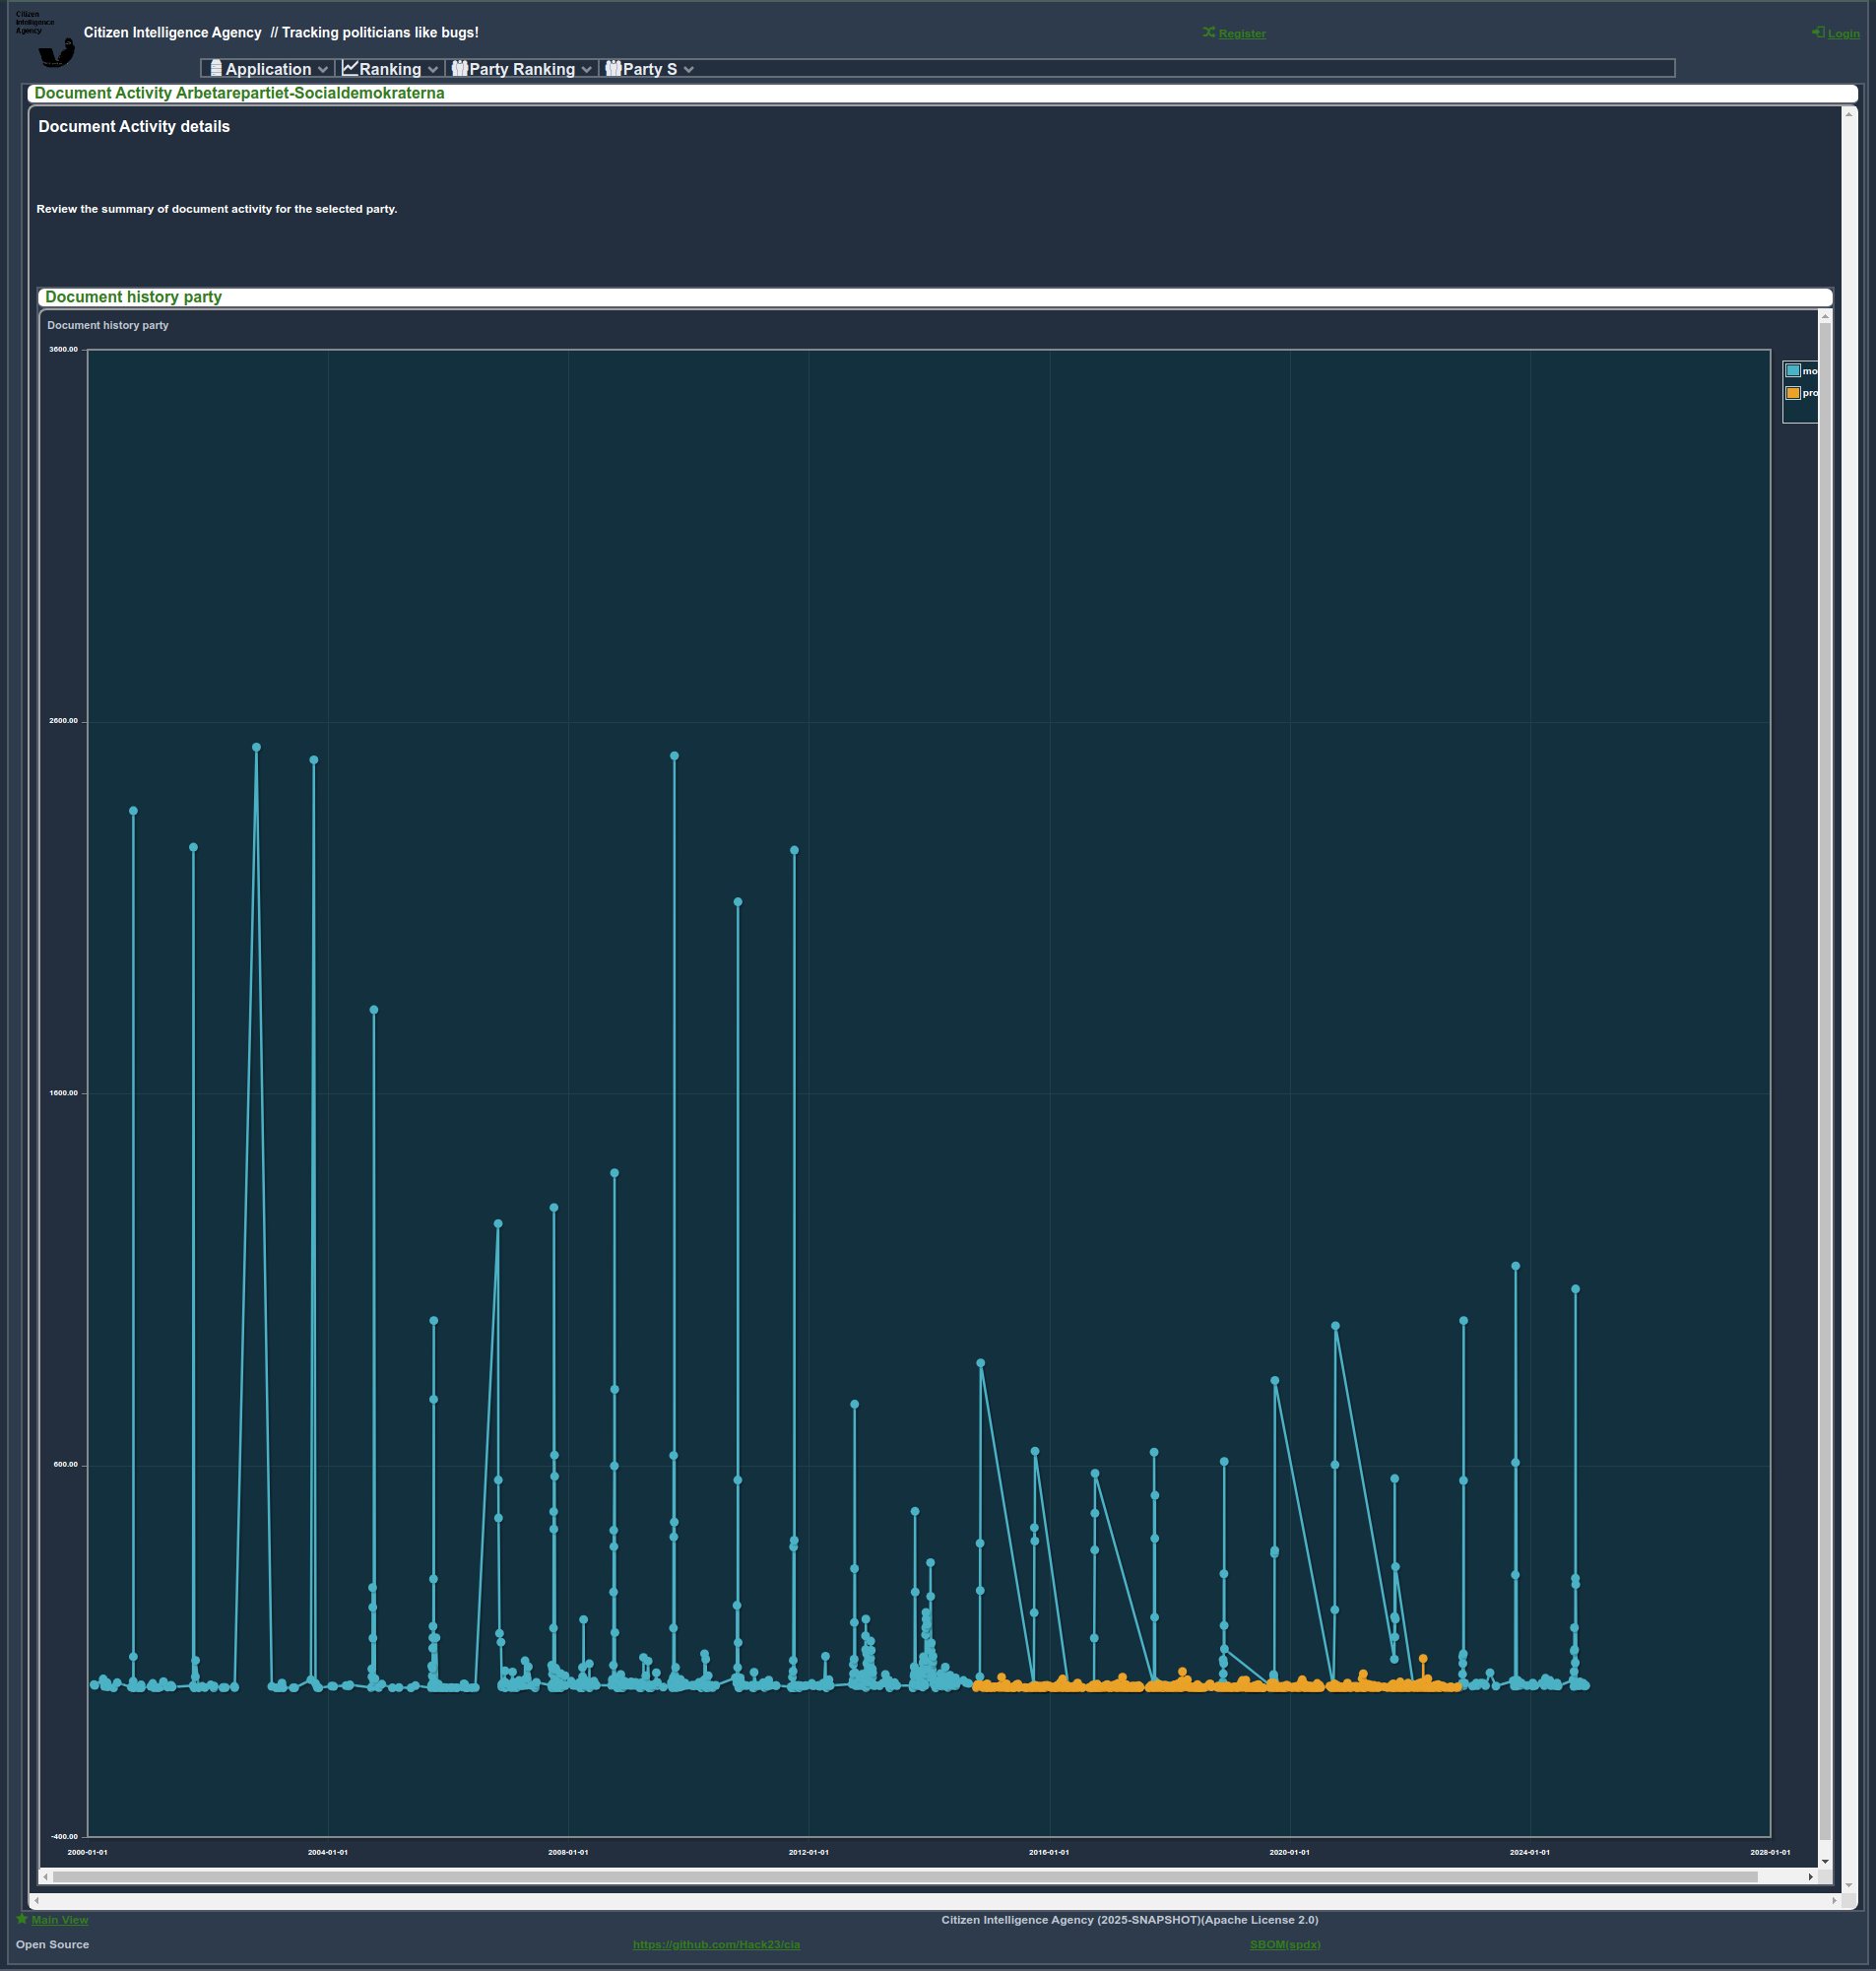 Citizen
Intelligence
Agency
Citizen Intelligence Agency // Tracking politicians like bugs!
Register
Login
Application
Ranking
Party Ranking
Party S
Document Activity Arbetarepartiet-Socialdemokraterna
Document Activity details
Review the summary of document activity for the selected party.
Document history party
Document history party
3600.00
mo
pro
2600.00
1600.00
600.00
-400.00
2000-01-01
2004-01-01
2008-01-01
2012-01-01
2016-01-01
2020-01-01
2024-01-01
2028-01-01
Main View
Citizen Intelligence Agency (2025-SNAPSHOT)(Apache License 2.0)
Open Source
https://github.com/Hack23/cia
SBOM(spdx)